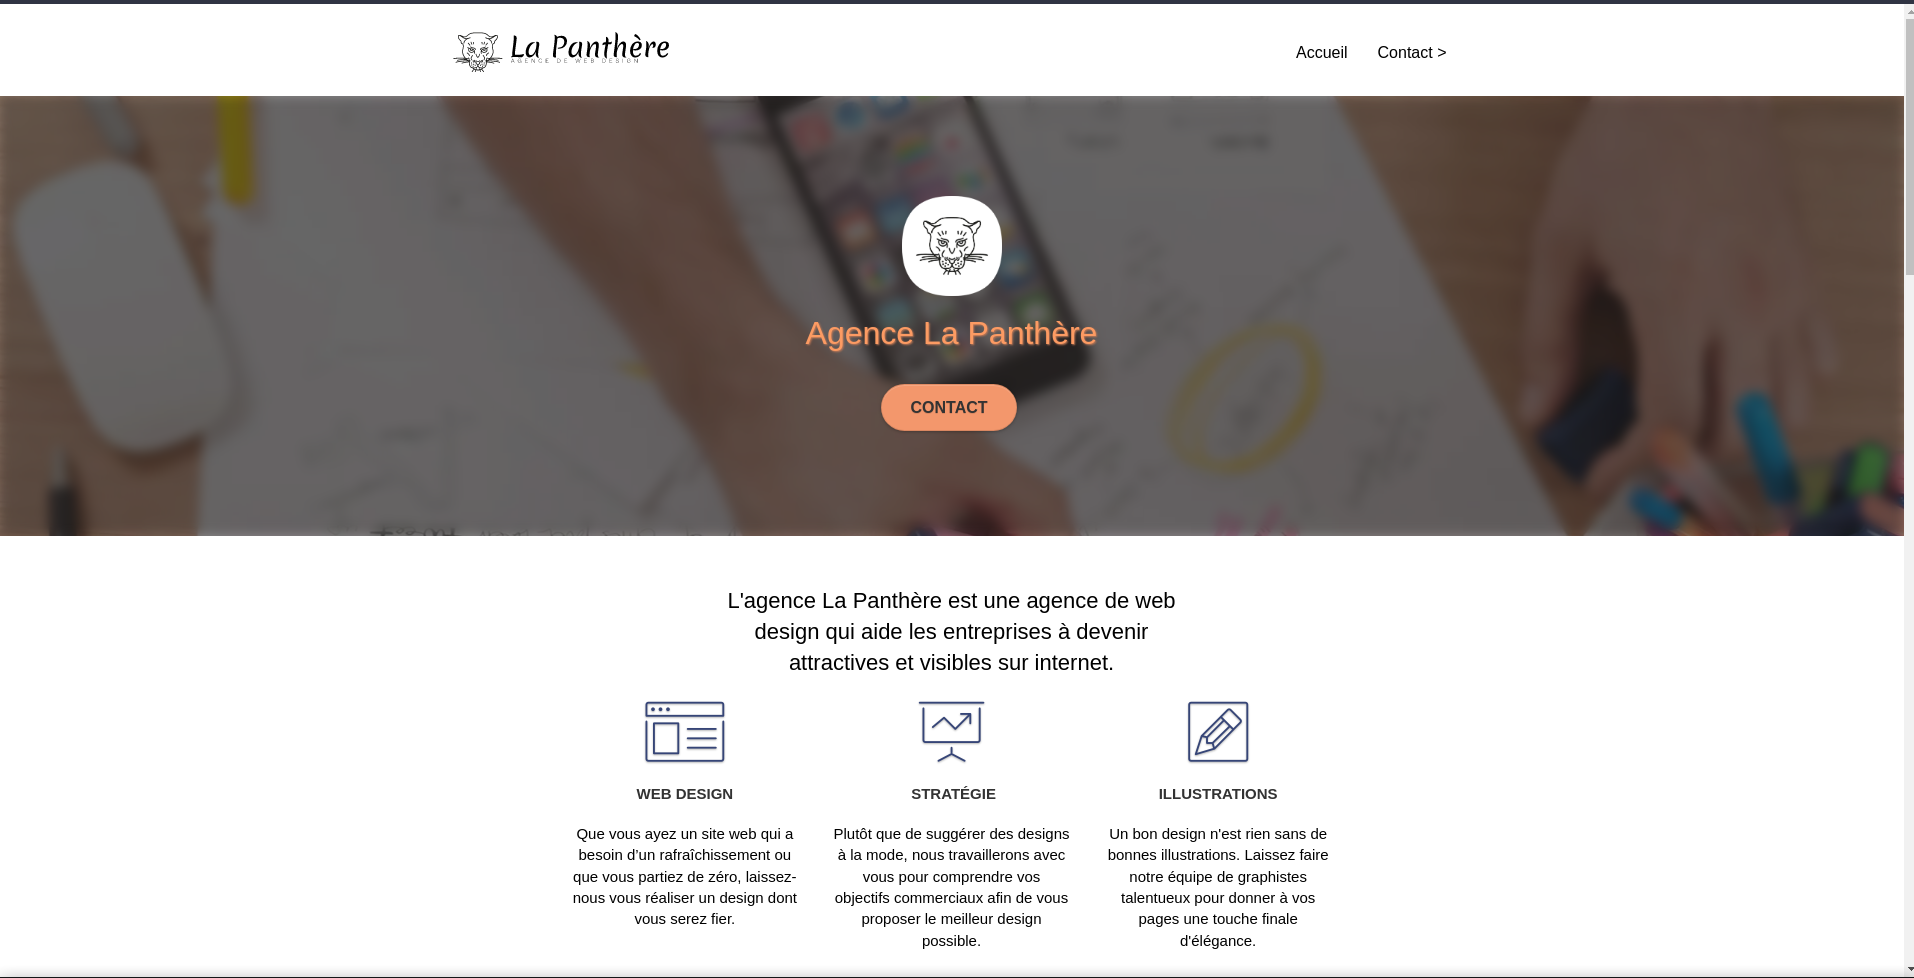 La Panthère
AGENCE DE WEB DESIGN
Accueil Contact >
Agence La Panthère
CONTACT
L'agence La Panthère est une agence de web
design qui aide les entreprises à devenir
attractives et visibles sur internet.
WEB DESIGN
Que vous ayez un site web qui a
besoin d’un rafraîchissement ou
que vous partiez de zéro, laissez-
nous vous réaliser un design dont
vous serez fier.
STRATÉGIE
Plutôt que de suggérer des designs
à la mode, nous travaillerons avec
vous pour comprendre vos
objectifs commerciaux afin de vous
proposer le meilleur design
possible.
ILLUSTRATIONS
Un bon design n'est rien sans de
bonnes illustrations. Laissez faire
notre équipe de graphistes
talentueux pour donner à vos
pages une touche finale
d'élégance.